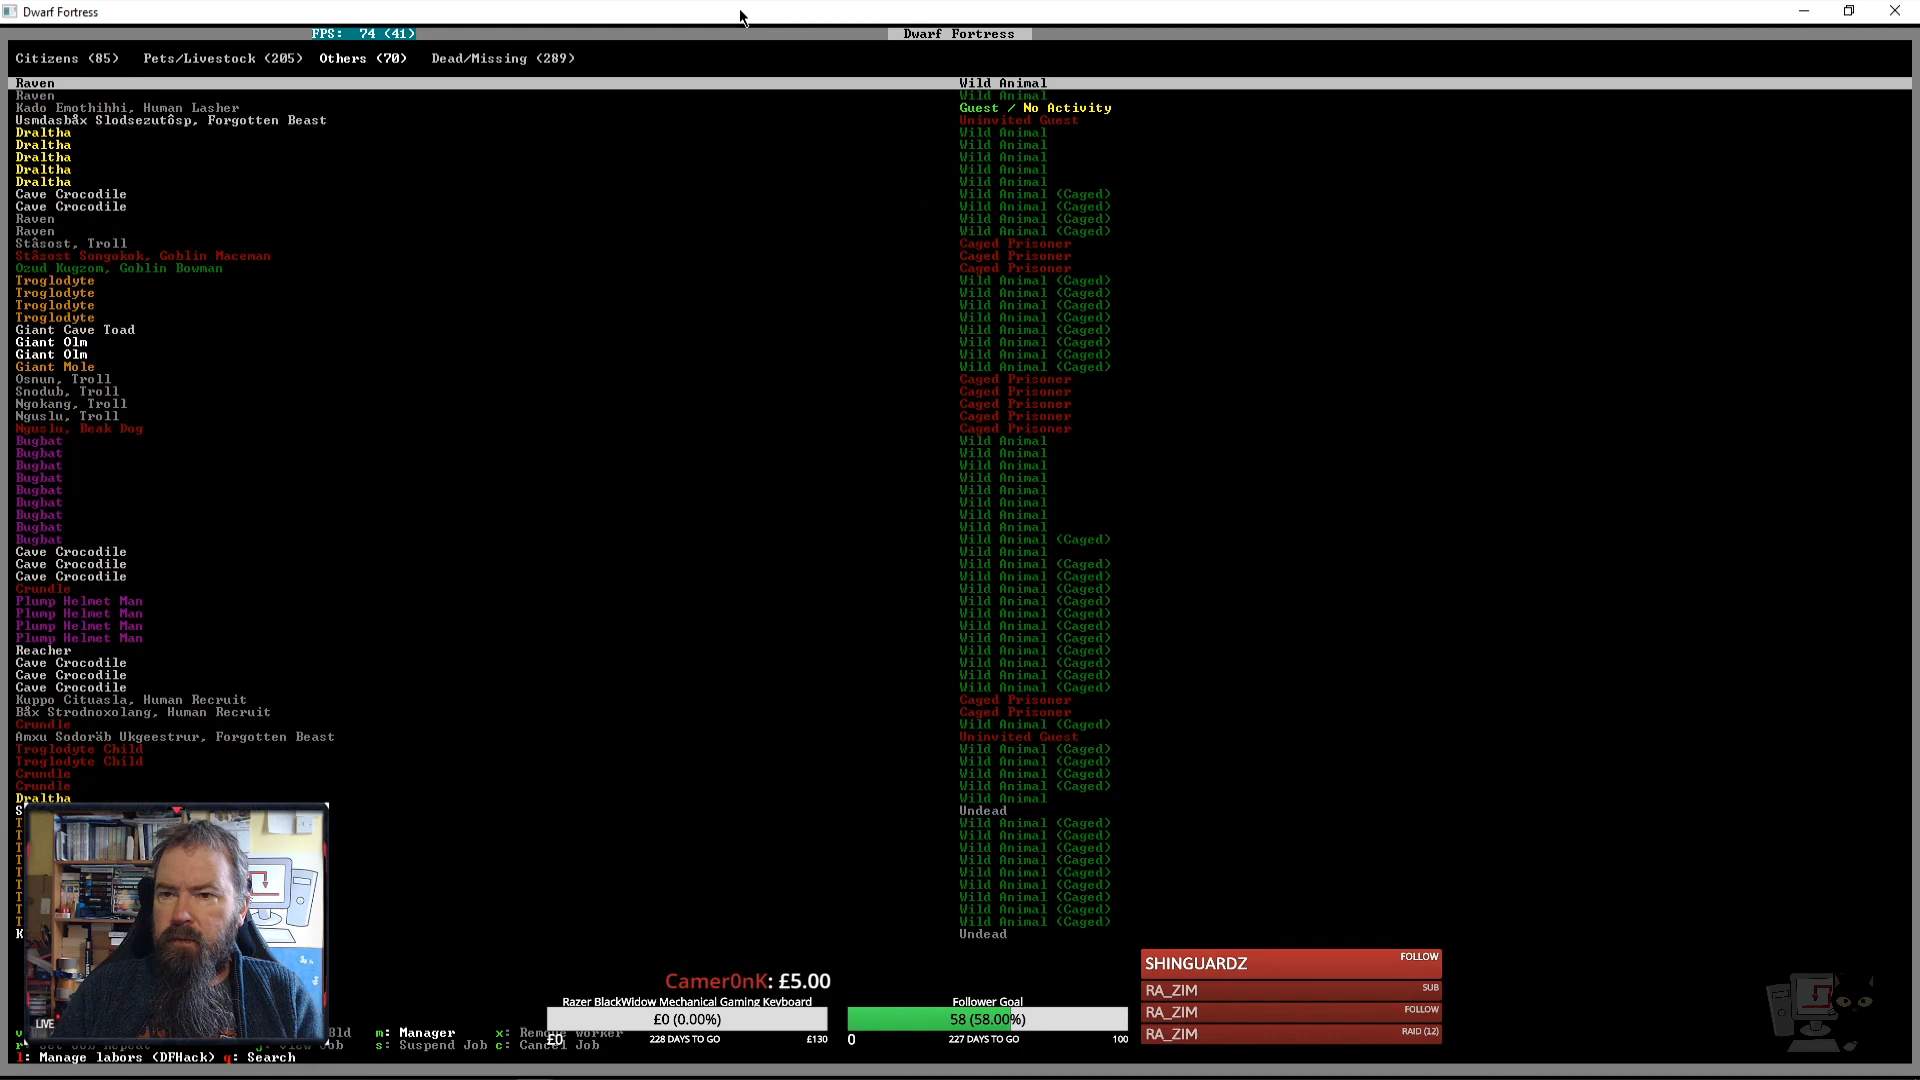 Dwarf Fortress
FPS: 74 (41)
Dwarf Fortress
Citizens (85) Pets/Livestock (205) Others (70) Dead/Missing (289)
Raven Wild Animal
Raven Wild Animal
Kado Emothihhi, Human Lasher Guest / No Activity
Usmdasbåx Slodsezutôsp, Forgotten Beast Uninvited Guest
Draltha Wild Animal
Draltha Wild Animal
Draltha Wild Animal
Draltha Wild Animal
Draltha Wild Animal
Cave Crocodile Wild Animal (Caged)
Cave Crocodile Wild Animal (Caged)
Raven Wild Animal (Caged)
Raven Wild Animal (Caged)
Stâsost, Troll Caged Prisoner
Stâsost Songokok, Goblin Maceman Caged Prisoner
Ozud Kugzom, Goblin Bowman Caged Prisoner
Troglodyte Wild Animal (Caged)
Troglodyte Wild Animal (Caged)
Troglodyte Wild Animal (Caged)
Troglodyte Wild Animal (Caged)
Giant Cave Toad Wild Animal (Caged)
Giant Olm Wild Animal (Caged)
Giant Olm Wild Animal (Caged)
Giant Mole Wild Animal (Caged)
Osnun, Troll Caged Prisoner
Snodub, Troll Caged Prisoner
Ngokang, Troll Caged Prisoner
Nguslu, Troll Caged Prisoner
Nguslu, Beak Dog Caged Prisoner
Bugbat Wild Animal
Bugbat Wild Animal
Bugbat Wild Animal
Bugbat Wild Animal
Bugbat Wild Animal
Bugbat Wild Animal
Bugbat Wild Animal
Bugbat Wild Animal
Bugbat Wild Animal (Caged)
Cave Crocodile Wild Animal
Cave Crocodile Wild Animal (Caged)
Cave Crocodile Wild Animal (Caged)
Crundle Wild Animal (Caged)
Plump Helmet Man Wild Animal (Caged)
Plump Helmet Man Wild Animal (Caged)
Plump Helmet Man Wild Animal (Caged)
Plump Helmet Man Wild Animal (Caged)
Reacher Wild Animal (Caged)
Cave Crocodile Wild Animal (Caged)
Cave Crocodile Wild Animal (Caged)
Cave Crocodile Wild Animal (Caged)
Kuppo Cituasla, Human Recruit Caged Prisoner
Båx Strodnoxolang, Human Recruit Caged Prisoner
Crundle Wild Animal (Caged)
Amxu Sodoräb Ukgeestrur, Forgotten Beast Uninvited Guest
Troglodyte Child Wild Animal (Caged)
Troglodyte Child Wild Animal (Caged)
Crundle Wild Animal (Caged)
Crundle Wild Animal (Caged)
Draltha Wild Animal
S Undead
T Wild Animal (Caged)
T Wild Animal (Caged)
T Wild Animal (Caged)
T Wild Animal (Caged)
T Wild Animal (Caged)
T Wild Animal (Caged)
T Wild Animal (Caged)
T Wild Animal (Caged)
T Wild Animal (Caged)
K Undead
LIVE
Bld m: Manager x: Remove worker
Job s: Suspend Job c: Cancel Job
l: Manage labors (DFHack) q: Search
Camer0nK: £5.00
Razer BlackWidow Mechanical Gaming Keyboard
£0 (0.00%)
£0 228 DAYS TO GO £130
Follower Goal
58 (58.00%)
0 227 DAYS TO GO 100
SHINGUARDZ FOLLOW
RA_ZIM SUB
RA_ZIM FOLLOW
RA_ZIM RAID (12)